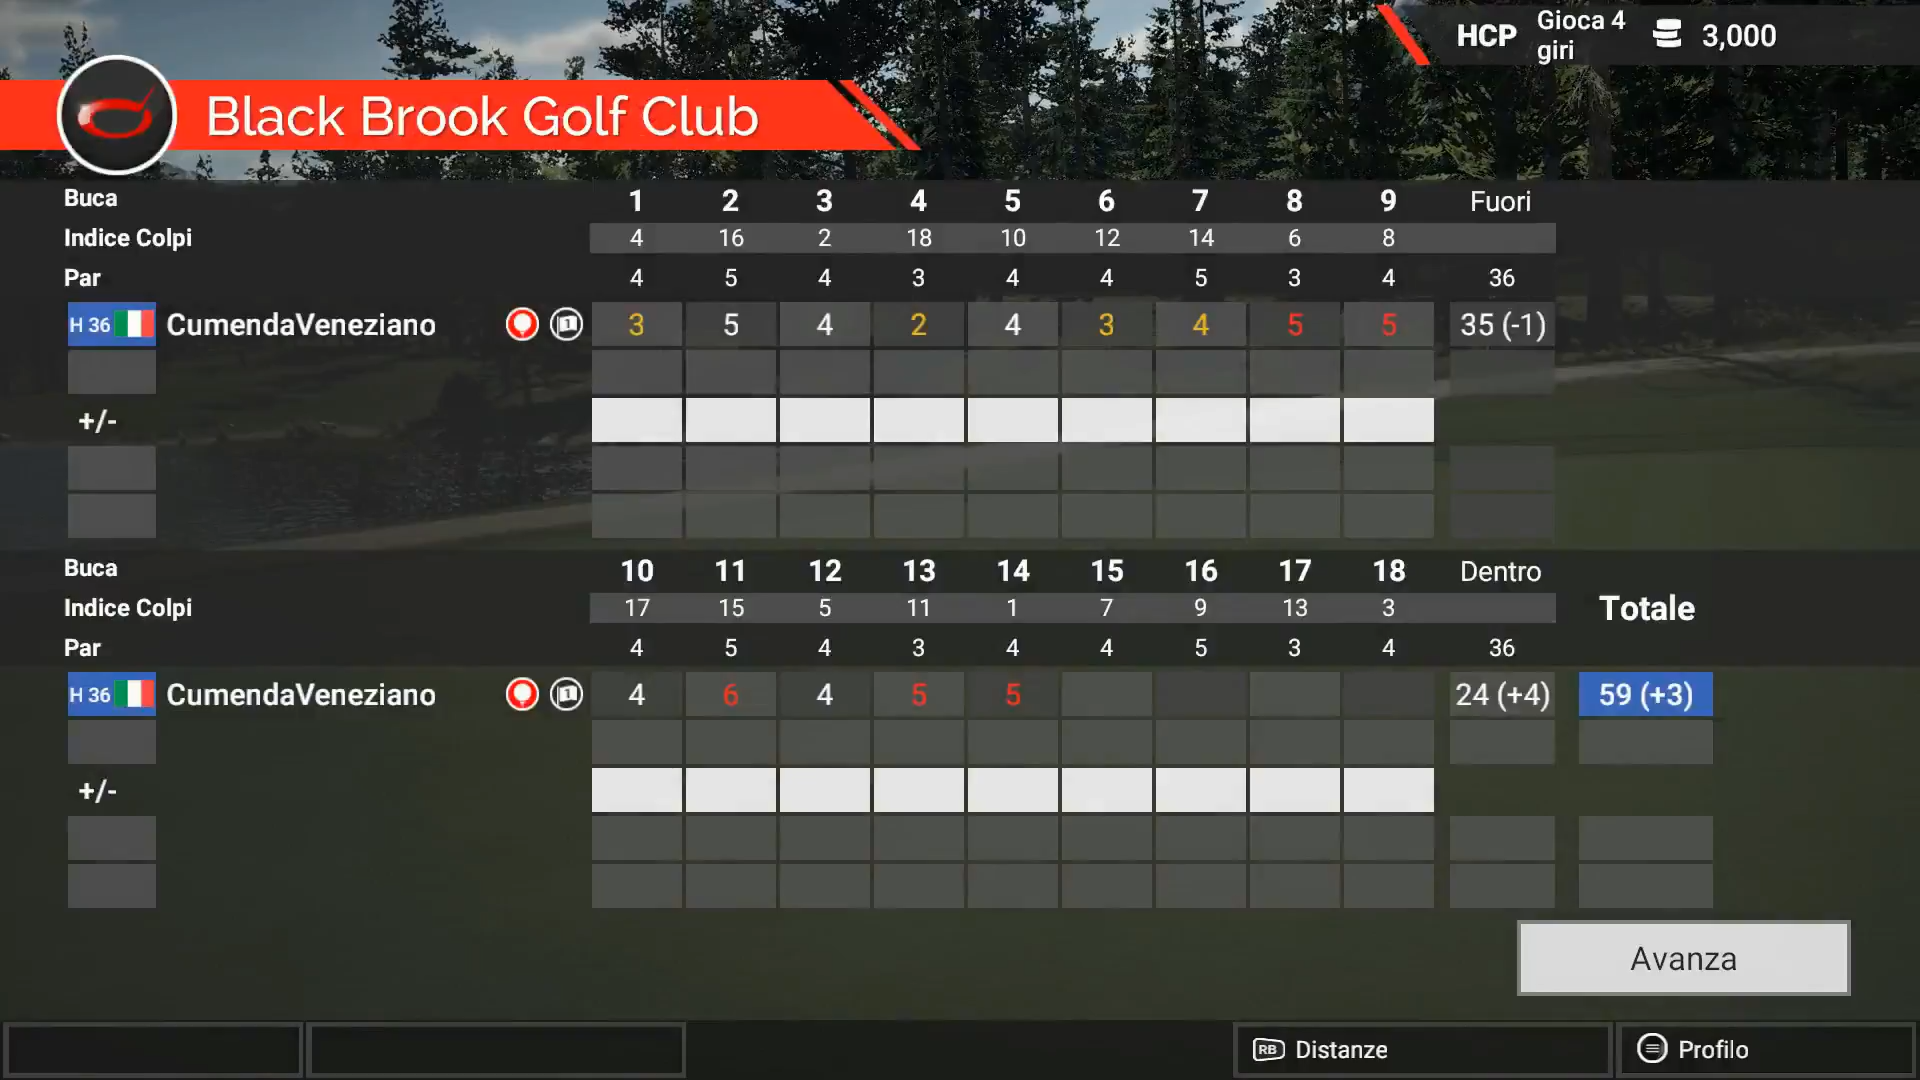 HCP Gioca 4 giri 3,000
Black Brook Golf Club
Buca 1 2 3 4 5 6 7 8 9 Fuori
Indice Colpi 4 16 2 18 10 12 14 6 8
Par 4 5 4 3 4 4 5 3 4 36
H 36 CumendaVeneziano 1 3 5 4 2 4 3 4 5 5 35 (-1)
+/-
Buca 10 11 12 13 14 15 16 17 18 Dentro
Indice Colpi 17 15 5 11 1 7 9 13 3 Totale
Par 4 5 4 3 4 4 5 3 4 36
H 36 CumendaVeneziano 1 4 6 4 5 5 24 (+4) 59 (+3)
+/-
Avanza
RB Distanze Profilo